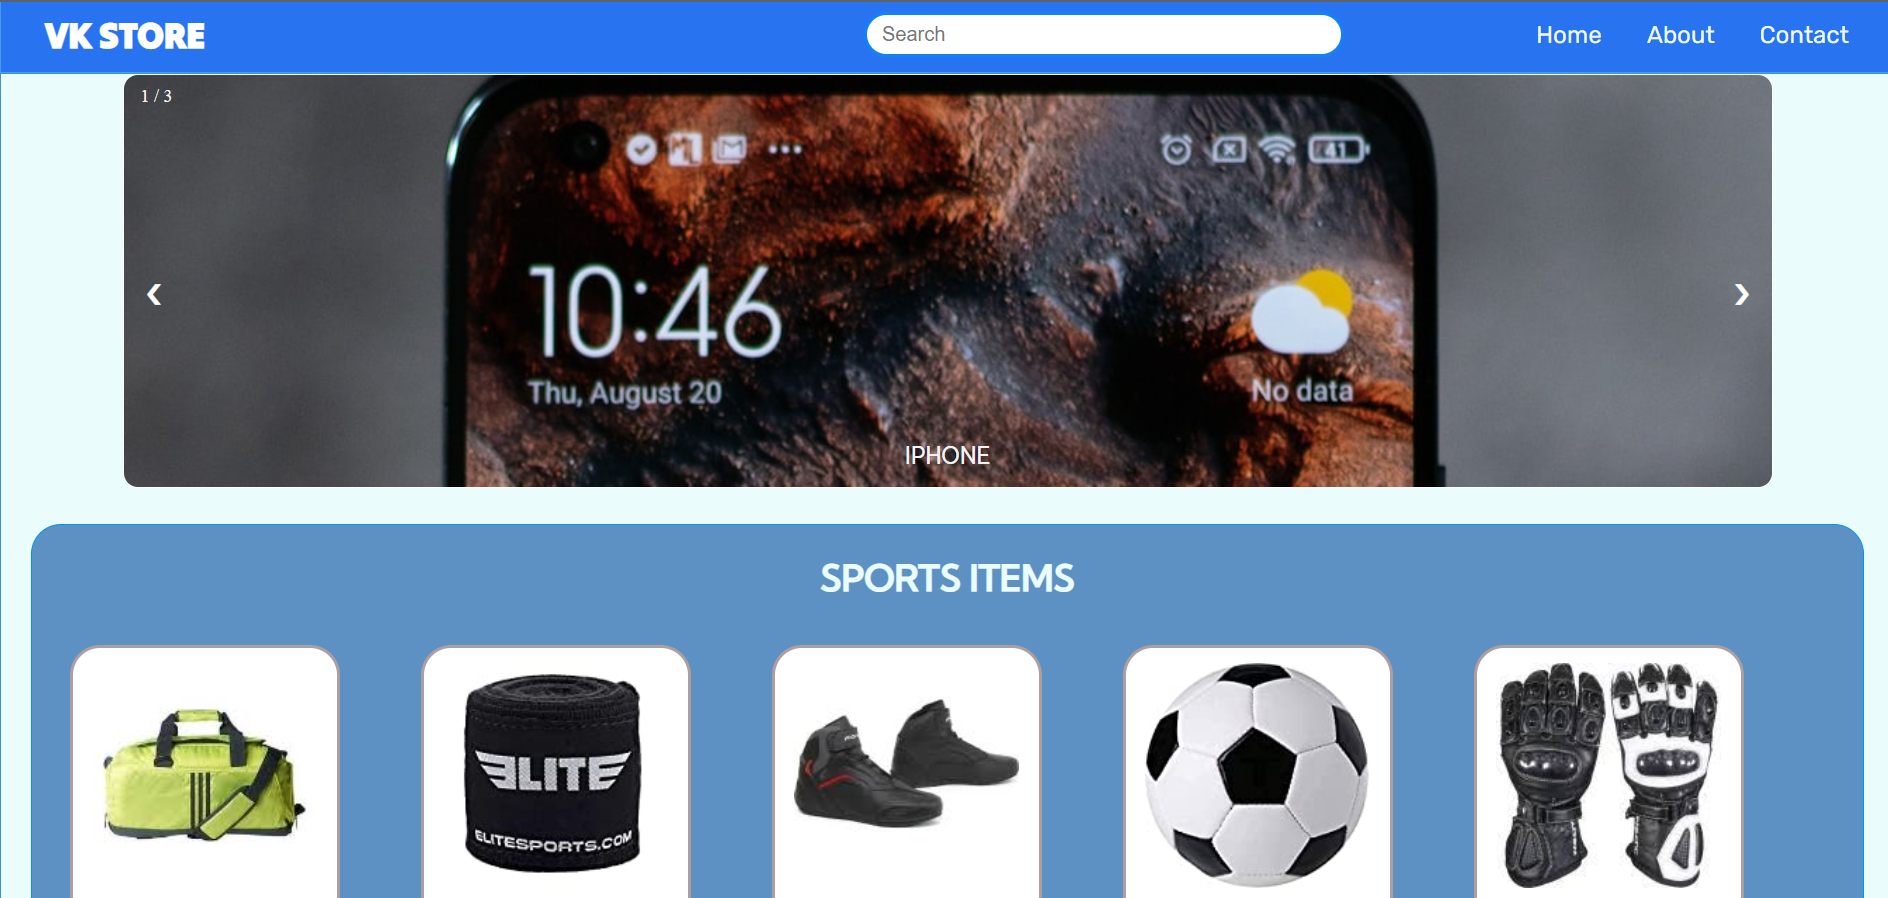 VK STORE
Search
Home
About
Contact
1 / 3
41
❮
10:46
❯
Thu, August 20
No data
IPHONE
SPORTS ITEMS
ELITE
ELITESPORTS.COM